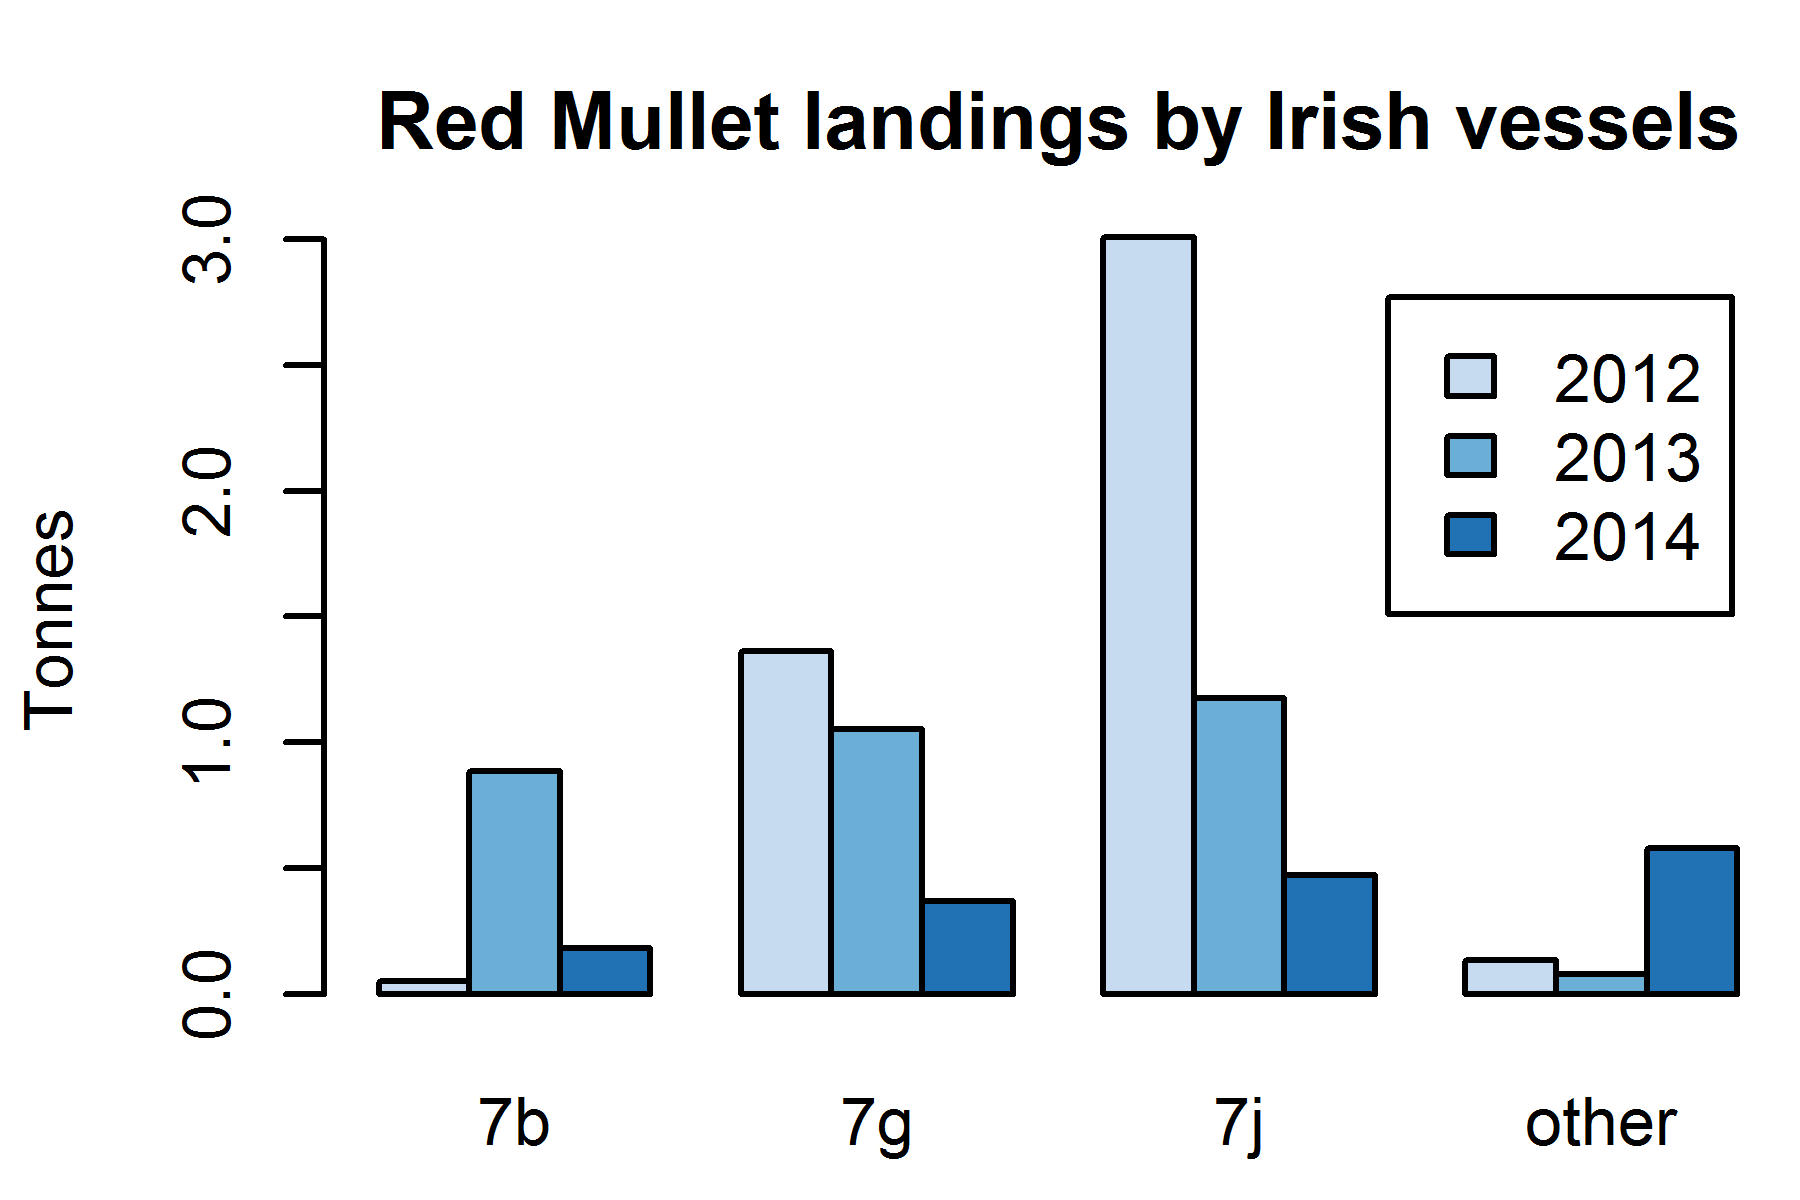 Red Mullet landings by Irish vessels
3.0
2.0
1.0
0.0
Tonnes
2012
2013
2014
7b
7g
7j
other